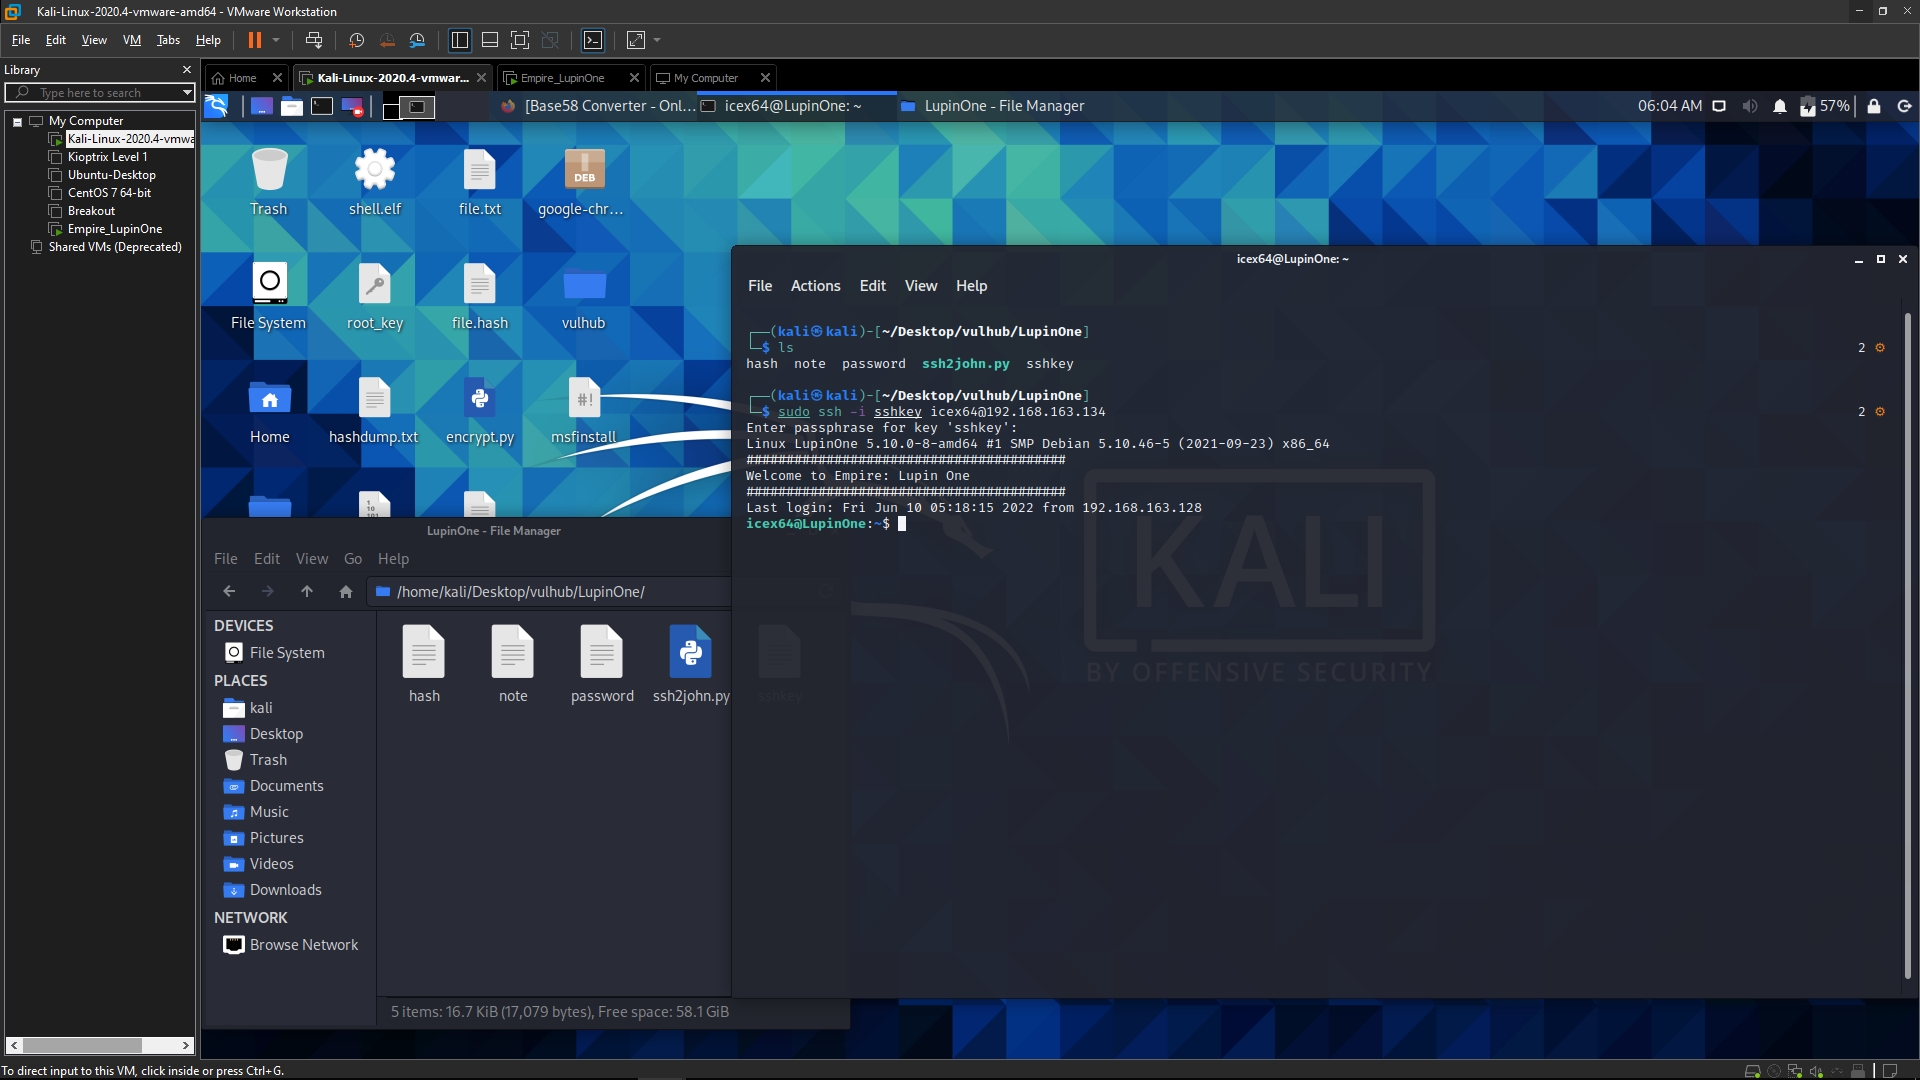 Kali-Linux-2020.4-vmware-amd64 - VMware Workstation
File Edit View VM Tabs Help
Library
Type here to search
My Computer
Kali-Linux-2020.4-vmwa
Kioptrix Level 1
Ubuntu-Desktop
CentOS 7 64-bit
Breakout
Empire_LupinOne
Shared VMs (Deprecated)
Home
Kali-Linux-2020.4-vmwar...
Empire_LupinOne
My Computer
[Base58 Converter - Onl...
icex64@LupinOne: ~
LupinOne - File Manager
06:04 AM
57%
Trash
shell.elf
file.txt
DEB
google-chr...
File System
root_key
file.hash
vulhub
Home
hashdump.txt
encrypt.py
#!
msfinstall
icex64@LupinOne: ~
File Actions Edit View Help
┌──(kali㉿kali)-[~/Desktop/vulhub/LupinOne]
└─$ ls
2
hash note password ssh2john.py sshkey
┌──(kali㉿kali)-[~/Desktop/vulhub/LupinOne]
└─$ sudo ssh -i sshkey icex64@192.168.163.134
2
Enter passphrase for key 'sshkey':
Linux LupinOne 5.10.0-8-amd64 #1 SMP Debian 5.10.46-5 (2021-09-23) x86_64
########################################
Welcome to Empire: Lupin One
########################################
Last login: Fri Jun 10 05:18:15 2022 from 192.168.163.128
icex64@LupinOne:~$
KALI
BY OFFENSIVE SECURITY
LupinOne - File Manager
File Edit View Go Help
/home/kali/Desktop/vulhub/LupinOne/
DEVICES
File System
PLACES
kali
Desktop
Trash
Documents
Music
Pictures
Videos
Downloads
NETWORK
Browse Network
hash
note
password
ssh2john.py
sshkey
5 items: 16.7 KiB (17,079 bytes), Free space: 58.1 GiB
To direct input to this VM, click inside or press Ctrl+G.